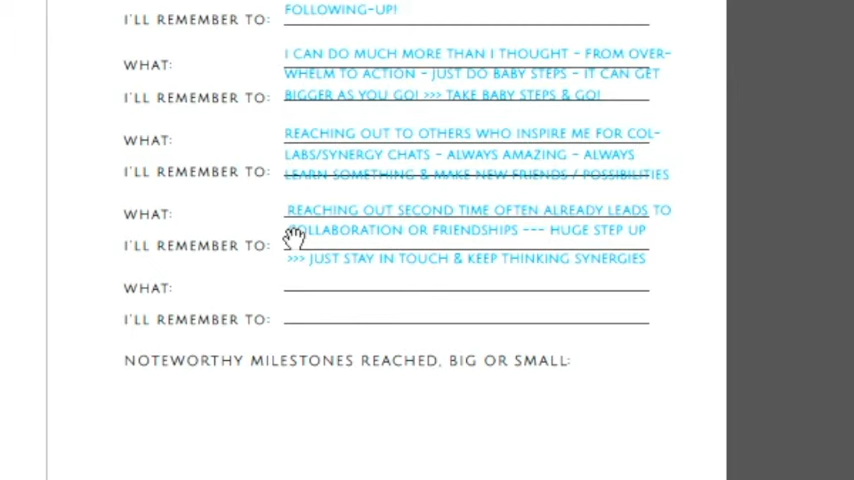 FOLLOWING-UP!
I'LL REMEMBER TO:
I CAN DO MUCH MORE THAN I THOUGHT - FROM OVER-
WHAT:
WHELM TO ACTION - JUST DO BABY STEPS - IT CAN GET
I'LL REMEMBER TO: BIGGER AS YOU GO! >>> TAKE BABY STEPS & GO!
REACHING OUT TO OTHERS WHO INSPIRE ME FOR COL-
WHAT:
LABS/SYNERGY CHATS - ALWAYS AMAZING - ALWAYS
I'LL REMEMBER TO: LEARN SOMETHING & MAKE NEW FRIENDS / POSSIBILITIES
WHAT: REACHING OUT SECOND TIME OFTEN ALREADY LEADS TO
COLLABORATION OR FRIENDSHIPS --- HUGE STEP UP
I'LL REMEMBER TO:
>>> JUST STAY IN TOUCH & KEEP THINKING SYNERGIES
WHAT:
I'LL REMEMBER TO:
NOTEWORTHY MILESTONES REACHED, BIG OR SMALL: